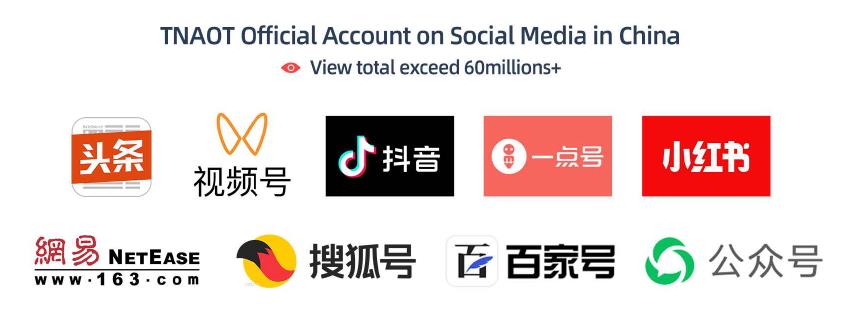 TNAOT Official Account on Social Media in China
View total exceed 60millions+
头条
视频号
抖音
一点号
小红书
網易 NETEASE
www.163.com
搜狐号
百 百家号
公众号